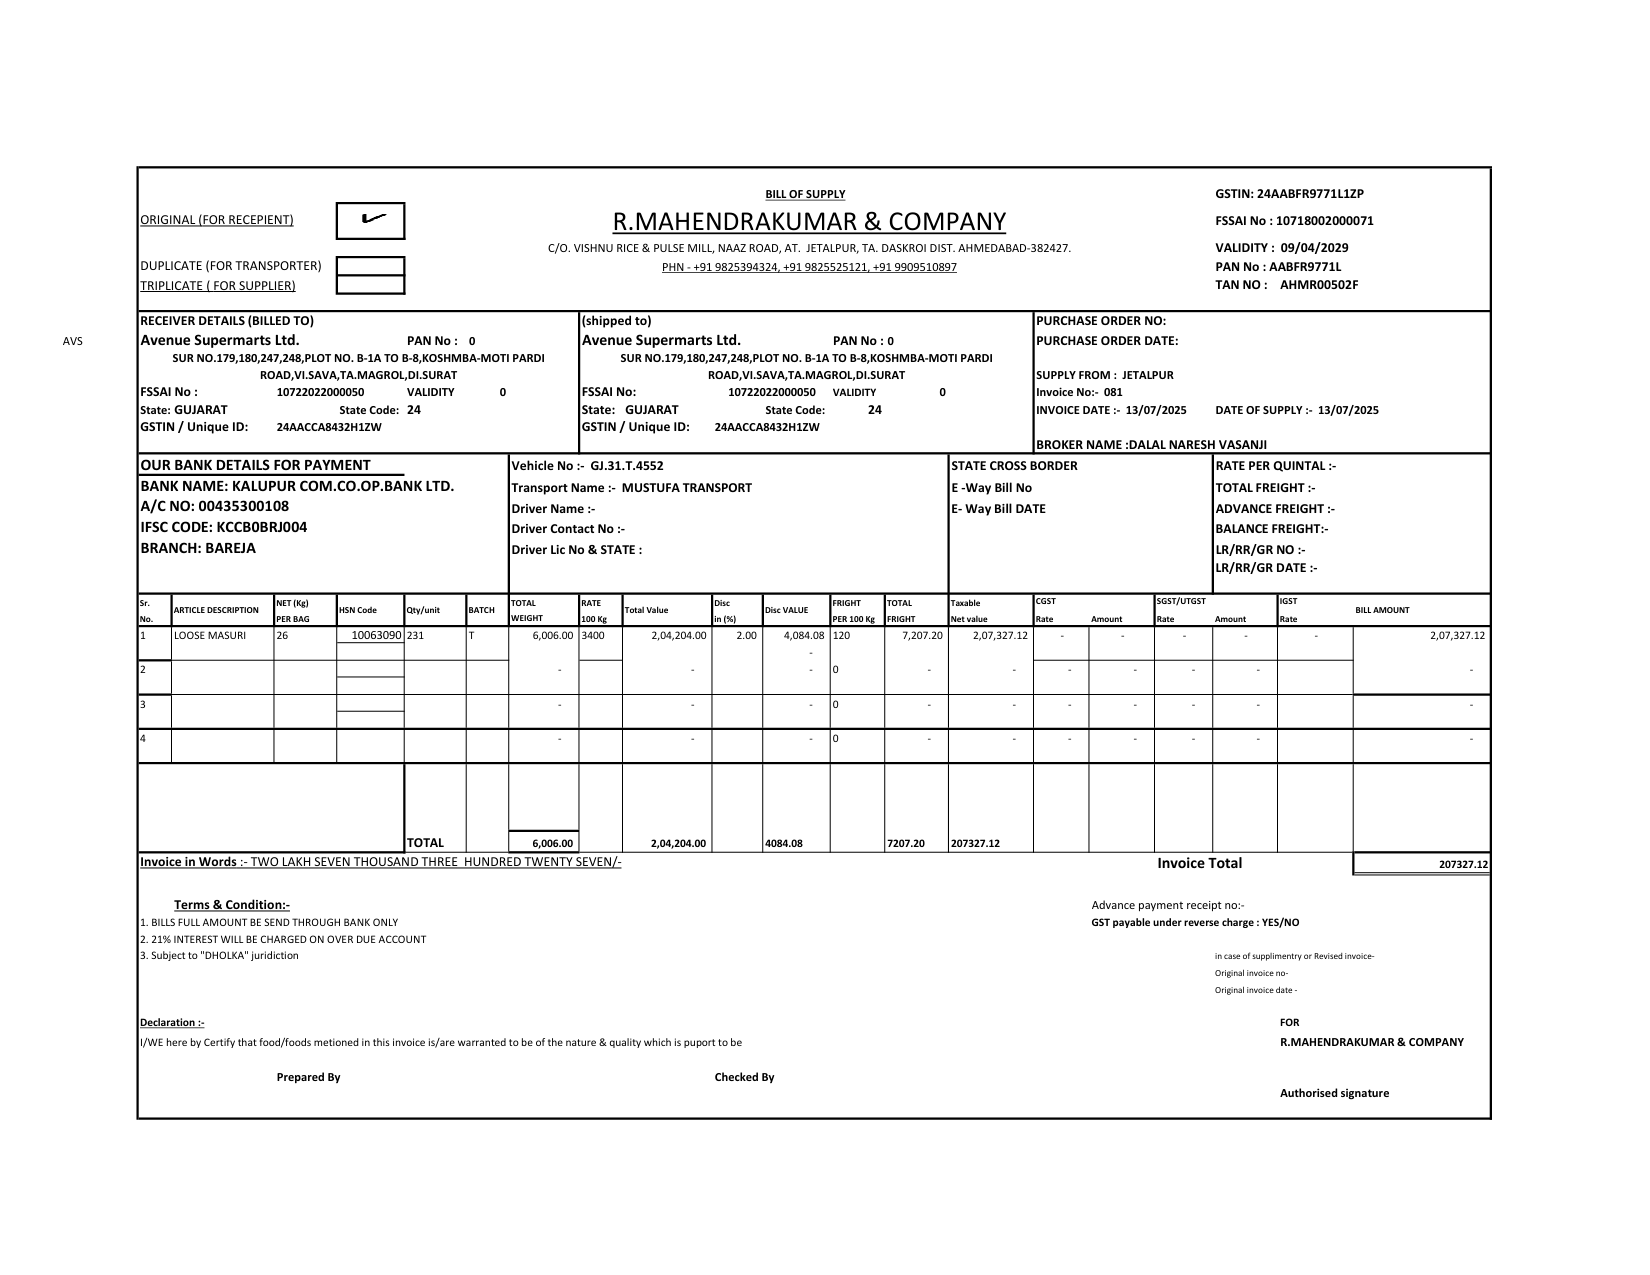 BILL OF SUPPLY
GSTIN: 24AABFR9771L1ZP
ORIGINAL (FOR RECEPIENT)
R.MAHENDRAKUMAR & COMPANY
FSSAI No : 10718002000071
C/O. VISHNU RICE & PULSE MILL, NAAZ ROAD, AT. JETALPUR, TA. DASKROI DIST. AHMEDABAD-382427.
VALIDITY : 09/04/2029
DUPLICATE (FOR TRANSPORTER)
PHN - +91 9825394324, +91 9825525121, +91 9909510897
PAN No : AABFR9771L
TRIPLICATE ( FOR SUPPLIER)
TAN NO : AHMR00502F
AVS
RECEIVER DETAILS (BILLED TO)
Avenue Supermarts Ltd. PAN No : 0
SUR NO.179,180,247,248,PLOT NO. B-1A TO B-8,KOSHMBA-MOTI PARDI
ROAD,VI.SAVA,TA.MAGROL,DI.SURAT
FSSAI No : 10722022000050 VALIDITY 0
State: GUJARAT State Code: 24
GSTIN / Unique ID: 24AACCA8432H1ZW
(shipped to)
Avenue Supermarts Ltd. PAN No : 0
SUR NO.179,180,247,248,PLOT NO. B-1A TO B-8,KOSHMBA-MOTI PARDI
ROAD,VI.SAVA,TA.MAGROL,DI.SURAT
FSSAI No: 10722022000050 VALIDITY 0
State: GUJARAT State Code: 24
GSTIN / Unique ID: 24AACCA8432H1ZW
PURCHASE ORDER NO:
PURCHASE ORDER DATE:
SUPPLY FROM : JETALPUR
Invoice No:- 081
INVOICE DATE :- 13/07/2025 DATE OF SUPPLY :- 13/07/2025
BROKER NAME :DALAL NARESH VASANJI
OUR BANK DETAILS FOR PAYMENT
BANK NAME: KALUPUR COM.CO.OP.BANK LTD.
A/C NO: 00435300108
IFSC CODE: KCCB0BRJ004
BRANCH: BAREJA
Vehicle No :- GJ.31.T.4552
Transport Name :- MUSTUFA TRANSPORT
Driver Name :-
Driver Contact No :-
Driver Lic No & STATE :
STATE CROSS BORDER
E -Way Bill No
E- Way Bill DATE
RATE PER QUINTAL :-
TOTAL FREIGHT :-
ADVANCE FREIGHT :-
BALANCE FREIGHT:-
LR/RR/GR NO :-
LR/RR/GR DATE :-
Sr. No. ARTICLE DESCRIPTION NET (Kg) PER BAG HSN Code Qty/unit BATCH TOTAL WEIGHT RATE 100 Kg Total Value Disc in (%) Disc VALUE FRIGHT PER 100 Kg TOTAL FRIGHT Taxable Net value CGST Rate Amount SGST/UTGST Rate Amount IGST Rate BILL AMOUNT
1 LOOSE MASURI 26 10063090 231 T 6,006.00 3400 2,04,204.00 2.00 4,084.08 120 7,207.20 2,07,327.12 - - - - - 2,07,327.12
-
2 - - - 0 - - - - - - -
3 - - - 0 - - - - - - -
4 - - - 0 - - - - - - -
TOTAL 6,006.00 2,04,204.00 4084.08 7207.20 207327.12
Invoice in Words :- TWO LAKH SEVEN THOUSAND THREE HUNDRED TWENTY SEVEN/-
Invoice Total 207327.12
Terms & Condition:-
1. BILLS FULL AMOUNT BE SEND THROUGH BANK ONLY
2. 21% INTEREST WILL BE CHARGED ON OVER DUE ACCOUNT
3. Subject to "DHOLKA" juridiction
Advance payment receipt no:-
GST payable under reverse charge : YES/NO
in case of supplimentry or Revised invoice-
Original invoice no-
Original invoice date -
Declaration :-
I/WE here by Certify that food/foods metioned in this invoice is/are warranted to be of the nature & quality which is puport to be
FOR
R.MAHENDRAKUMAR & COMPANY
Prepared By
Checked By
Authorised signature